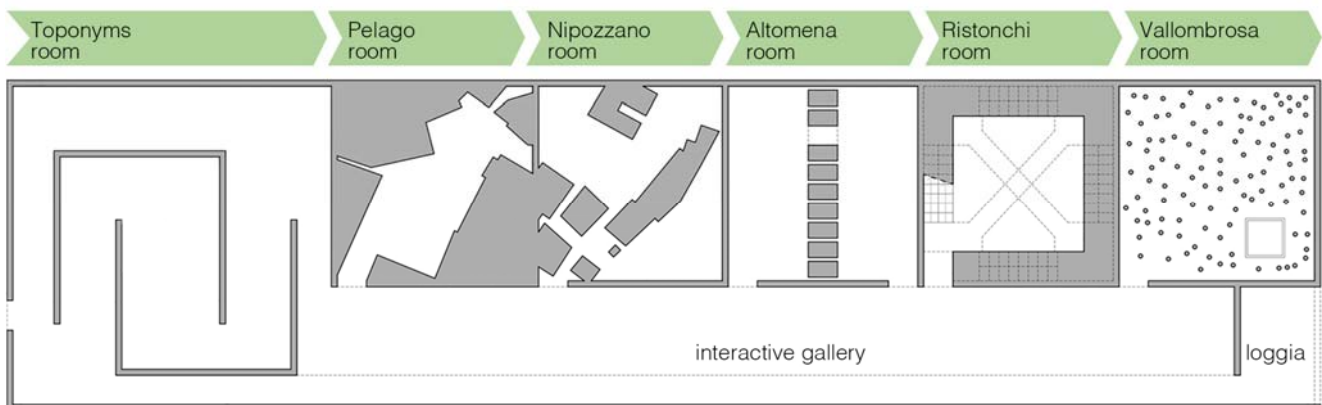 Toponyms
room
Pelago
room
Nipozzano
room
Altomena
room
Ristonchi
room
Vallombrosa
room
interactive gallery
loggia